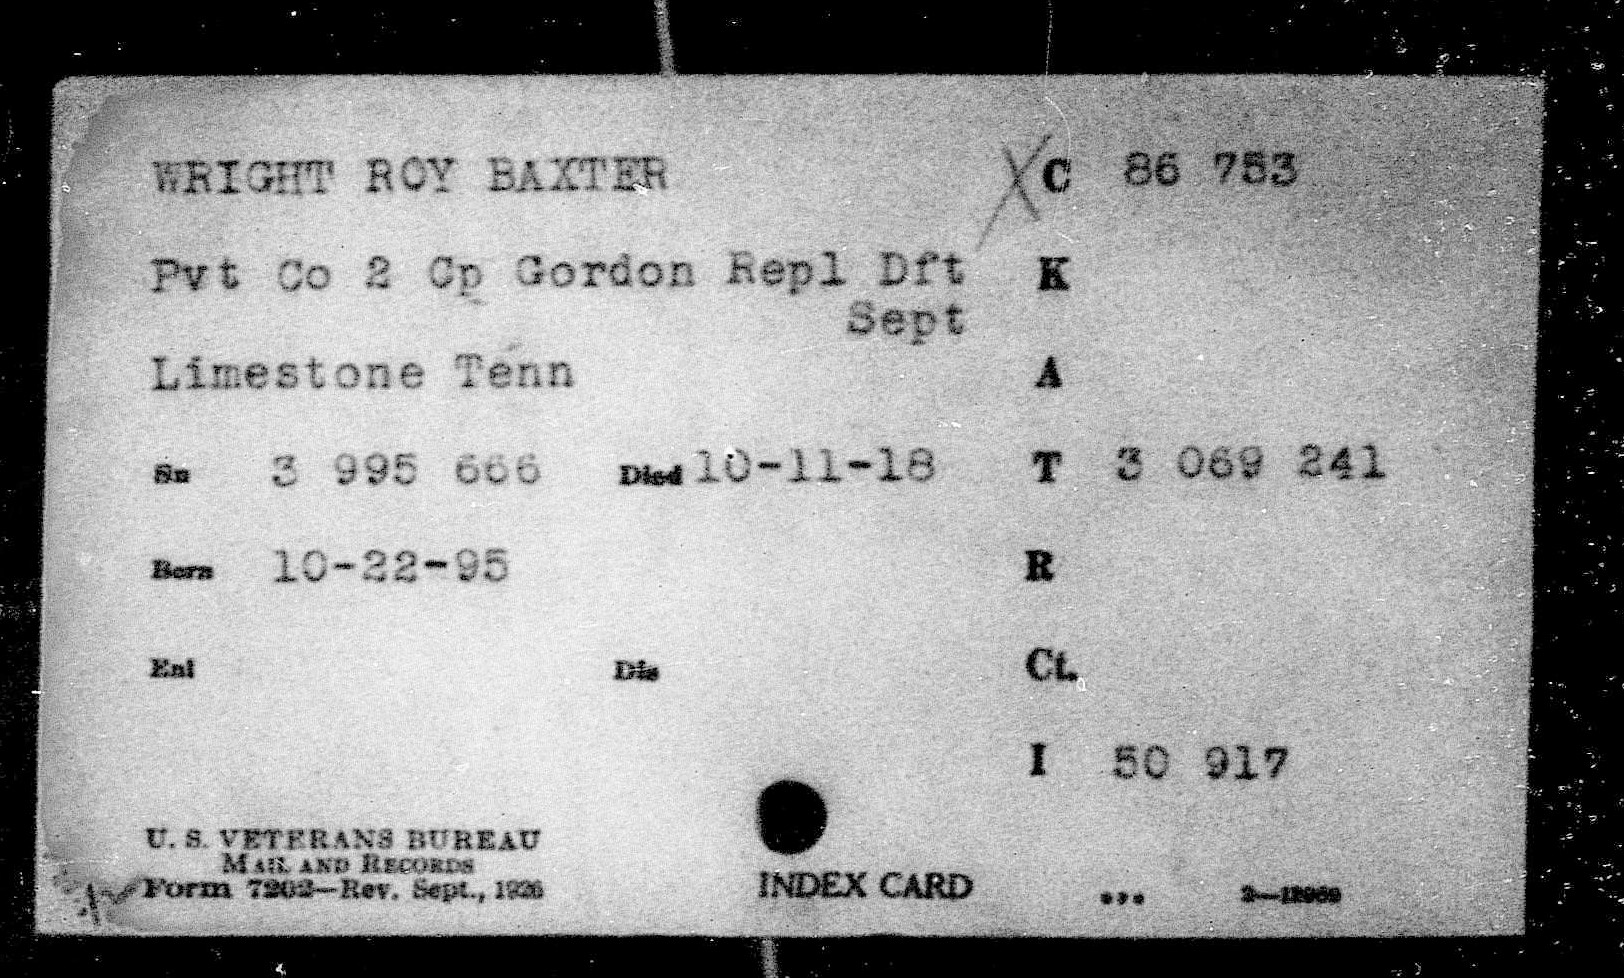 WRIGHT ROY BAXTER XC 86 753
Pvt Co 2 Cp Gordon Repl Dft K
Sept
Limestone Tenn A
Sn 3 995 666 Died 10-11-18 T 3 069 241
Born 10-22-95 R
Enl Dis Ct.
I 50 917
U. S. VETERANS BUREAU
MAIL AND RECORDS
Form 7202—Rev. Sept., 1926 INDEX CARD